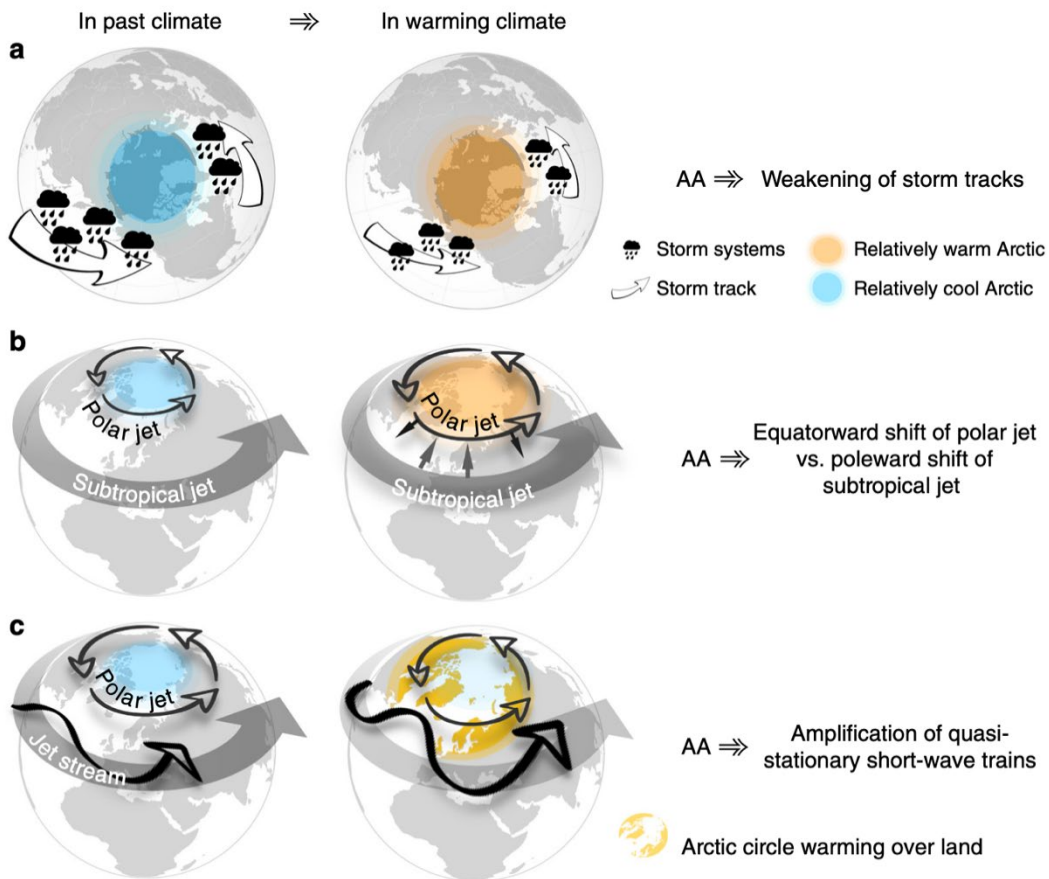 In past climate ⇒ In warming climate
a
AA ⇒ Weakening of storm tracks
Storm systems
Relatively warm Arctic
Storm track
Relatively cool Arctic
b
Polar jet
Subtropical jet
Polar jet
Subtropical jet
AA ⇒ Equatorward shift of polar jet
vs. poleward shift of
subtropical jet
c
Polar jet
Jet stream
AA ⇒ Amplification of quasi-
stationary short-wave trains
Arctic circle warming over land